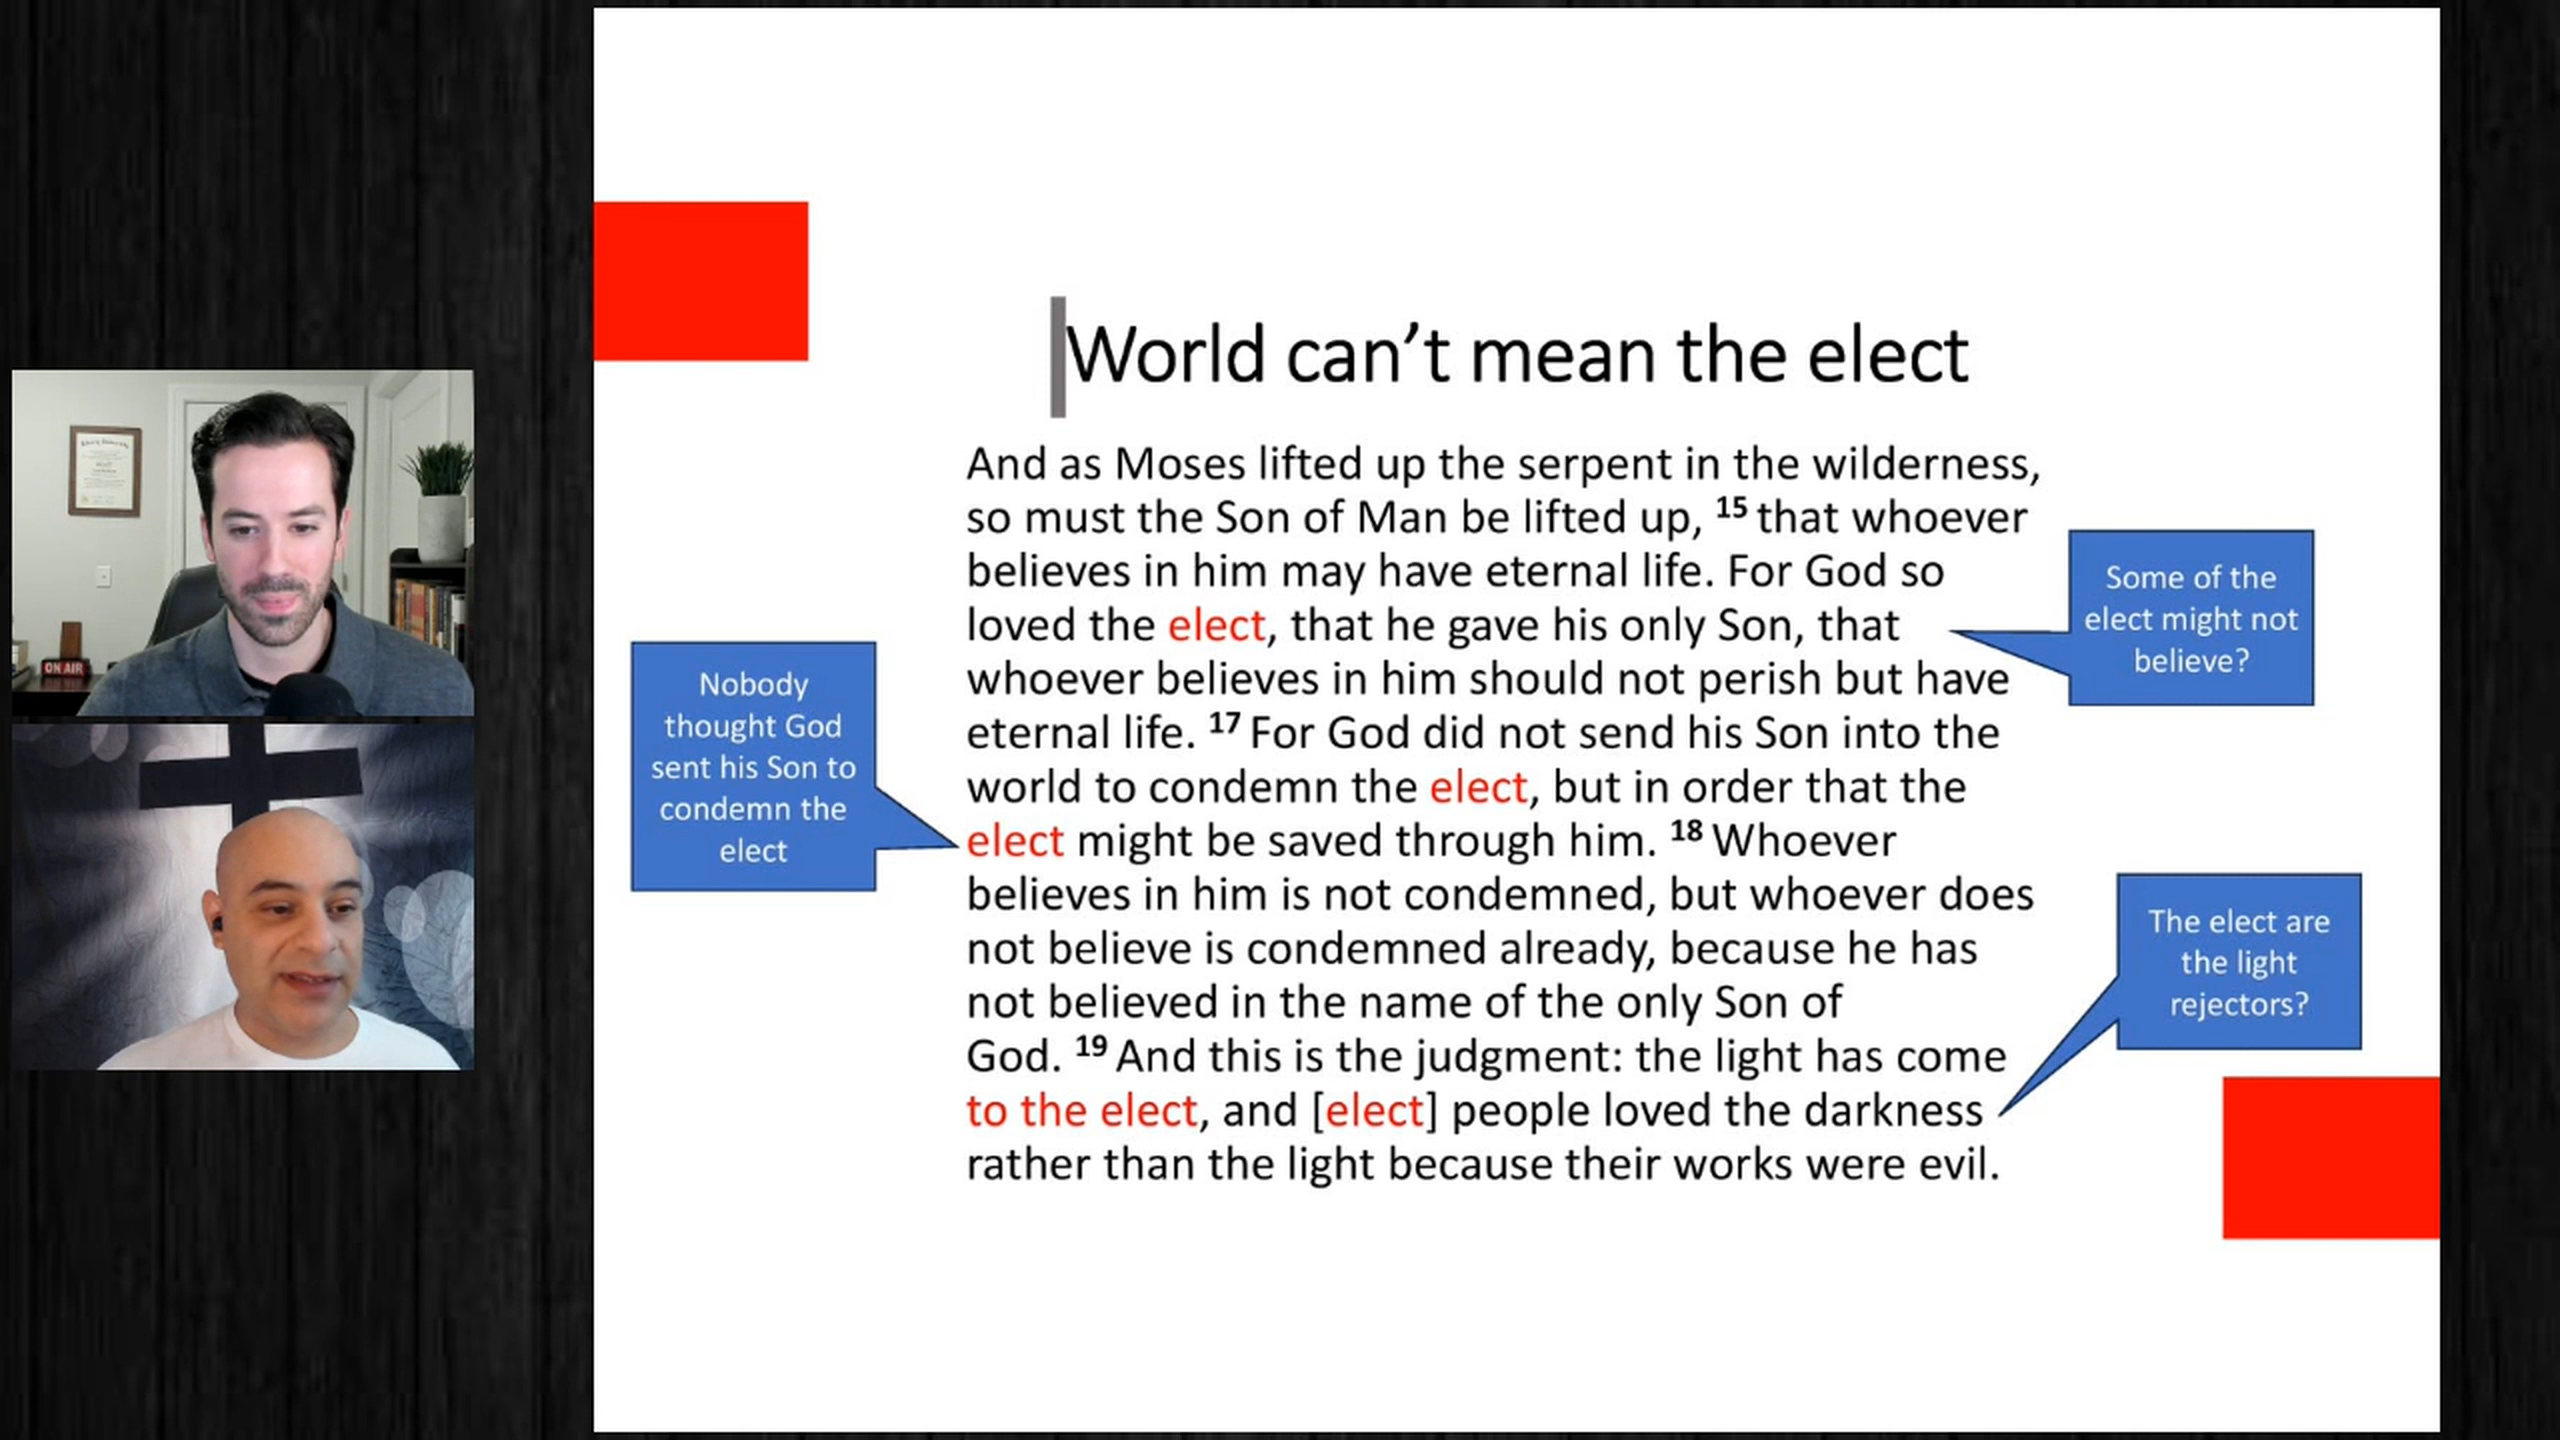 World can’t mean the elect
And as Moses lifted up the serpent in the wilderness,
so must the Son of Man be lifted up, 15 that whoever
believes in him may have eternal life. For God so
loved the elect, that he gave his only Son, that
whoever believes in him should not perish but have
eternal life. 17 For God did not send his Son into the
world to condemn the elect, but in order that the
elect might be saved through him. 18 Whoever
believes in him is not condemned, but whoever does
not believe is condemned already, because he has
not believed in the name of the only Son of
God. 19 And this is the judgment: the light has come
to the elect, and [elect] people loved the darkness
rather than the light because their works were evil.
Some of the
elect might not
believe?
Nobody
thought God
sent his Son to
condemn the
elect
The elect are
the light
rejectors?
ON AIR